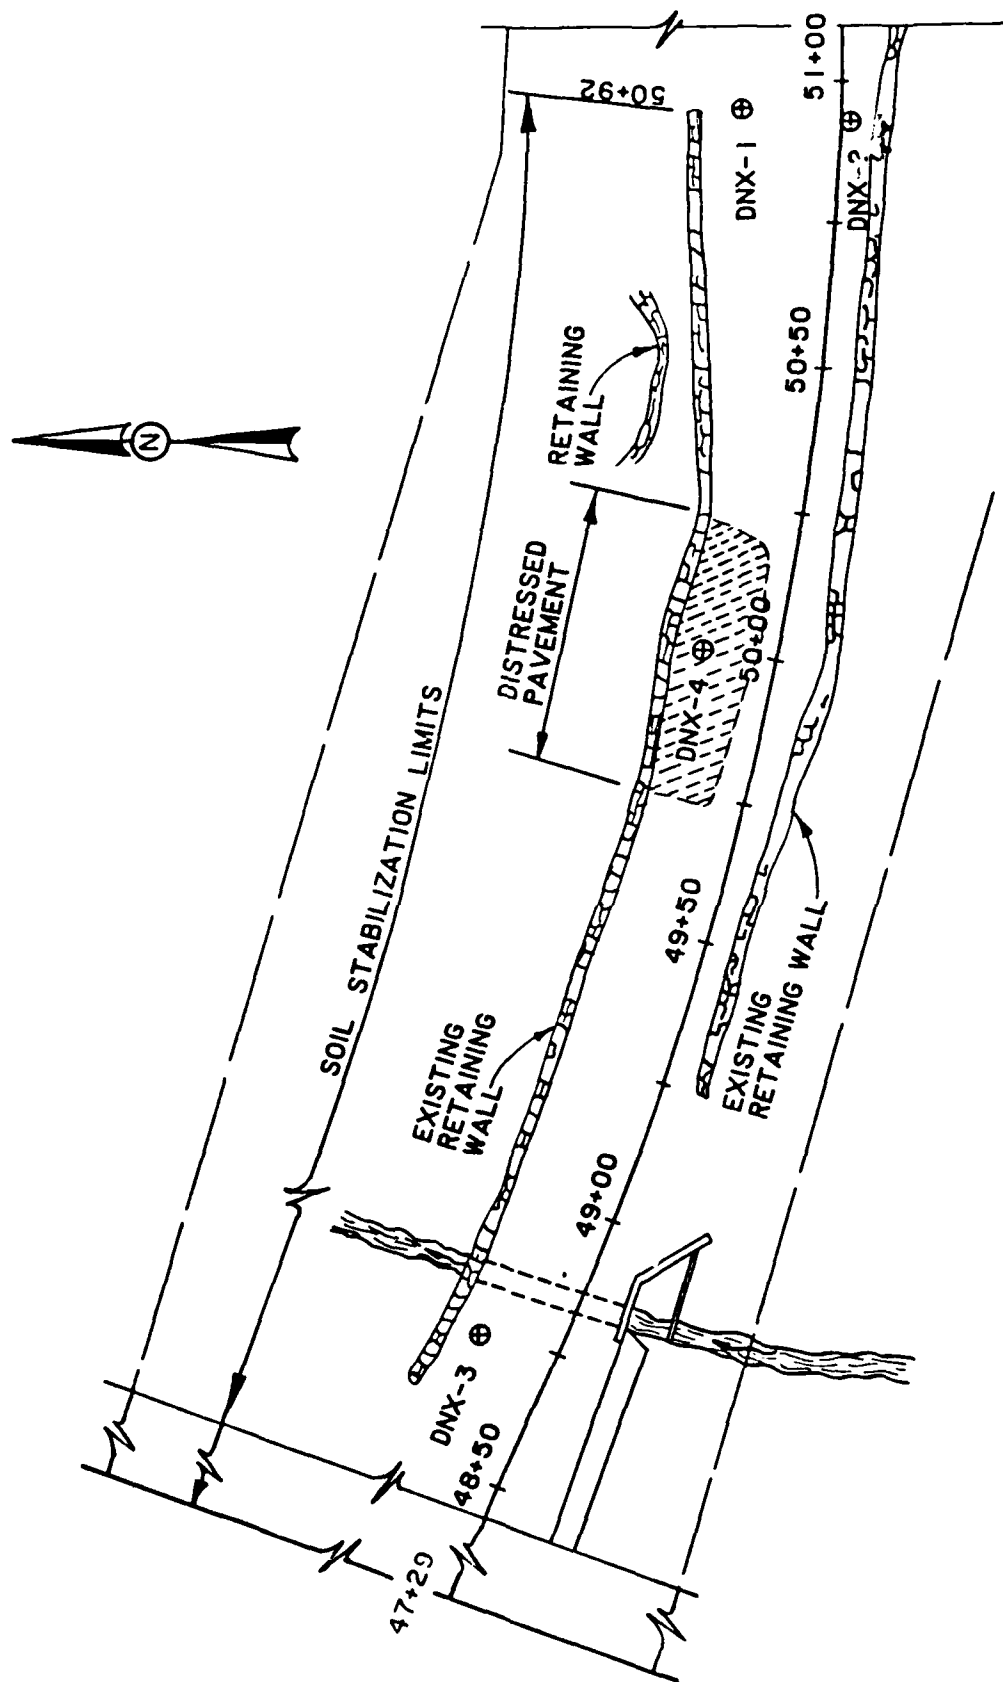 N
SOIL STABILIZATION LIMITS
50+92
RETAINING
WALL
DISTRESSED
PAVEMENT
EXISTING
RETAINING
WALL
DNX-1
DNX-2
DNX-3
DNX-4
47+29
48+50
49+00
49+50
50+00
50+50
51+00
EXISTING
RETAINING WALL